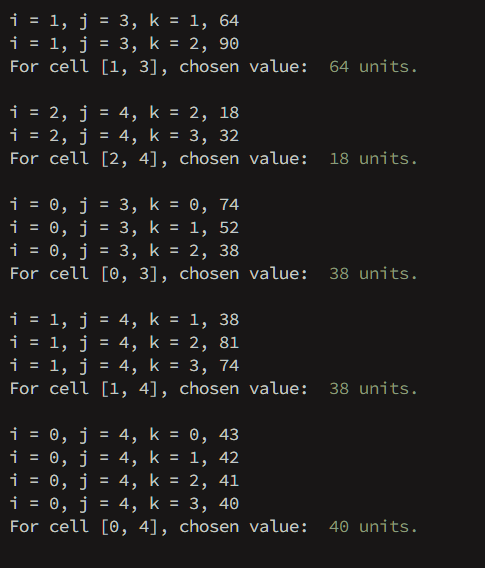 i = 1, j = 3, k = 1, 64
i = 1, j = 3, k = 2, 90
For cell [1, 3], chosen value:  64 units.
i = 2, j = 4, k = 2, 18
i = 2, j = 4, k = 3, 32
For cell [2, 4], chosen value:  18 units.
i = 0, j = 3, k = 0, 74
i = 0, j = 3, k = 1, 52
i = 0, j = 3, k = 2, 38
For cell [0, 3], chosen value:  38 units.
i = 1, j = 4, k = 1, 38
i = 1, j = 4, k = 2, 81
i = 1, j = 4, k = 3, 74
For cell [1, 4], chosen value:  38 units.
i = 0, j = 4, k = 0, 43
i = 0, j = 4, k = 1, 42
i = 0, j = 4, k = 2, 41
i = 0, j = 4, k = 3, 40
For cell [0, 4], chosen value:  40 units.